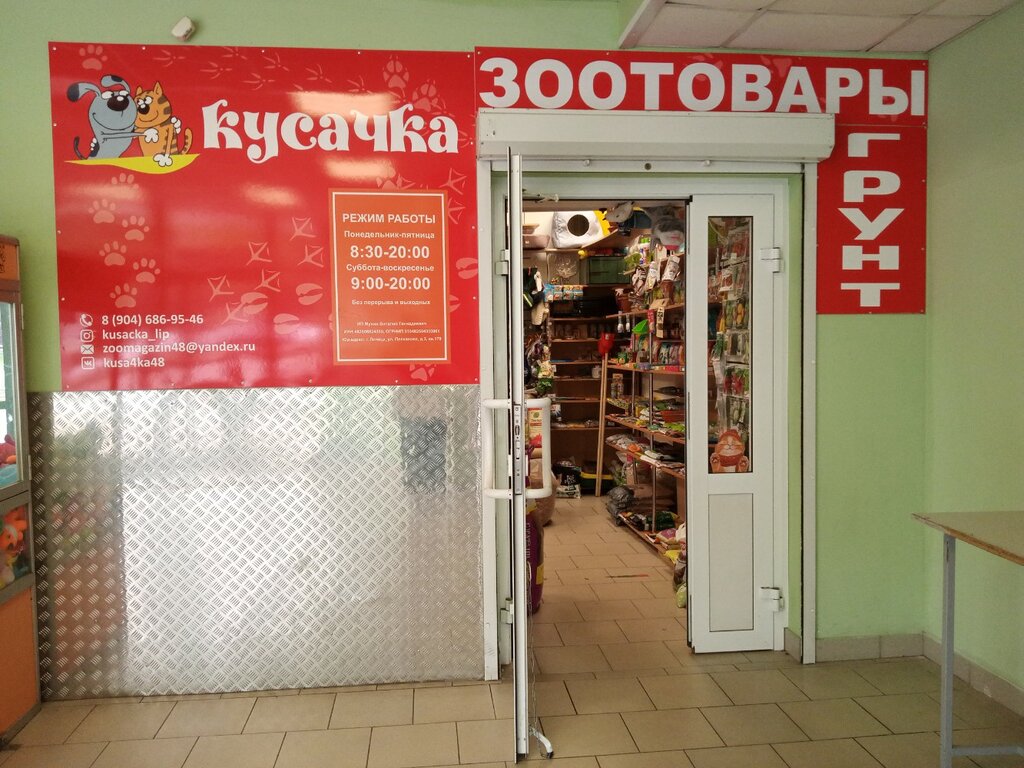 кусачка
ЗООТОВАРЫ
ГРУНТ
РЕЖИМ РАБОТЫ
Понедельник-пятница
8:30-20:00
Суббота-воскресенье
9:00-20:00
Без перерыва и выходных
8 (904) 686-95-46
kusacka_lip
zoomagazin48@yandex.ru
kusa4ka48